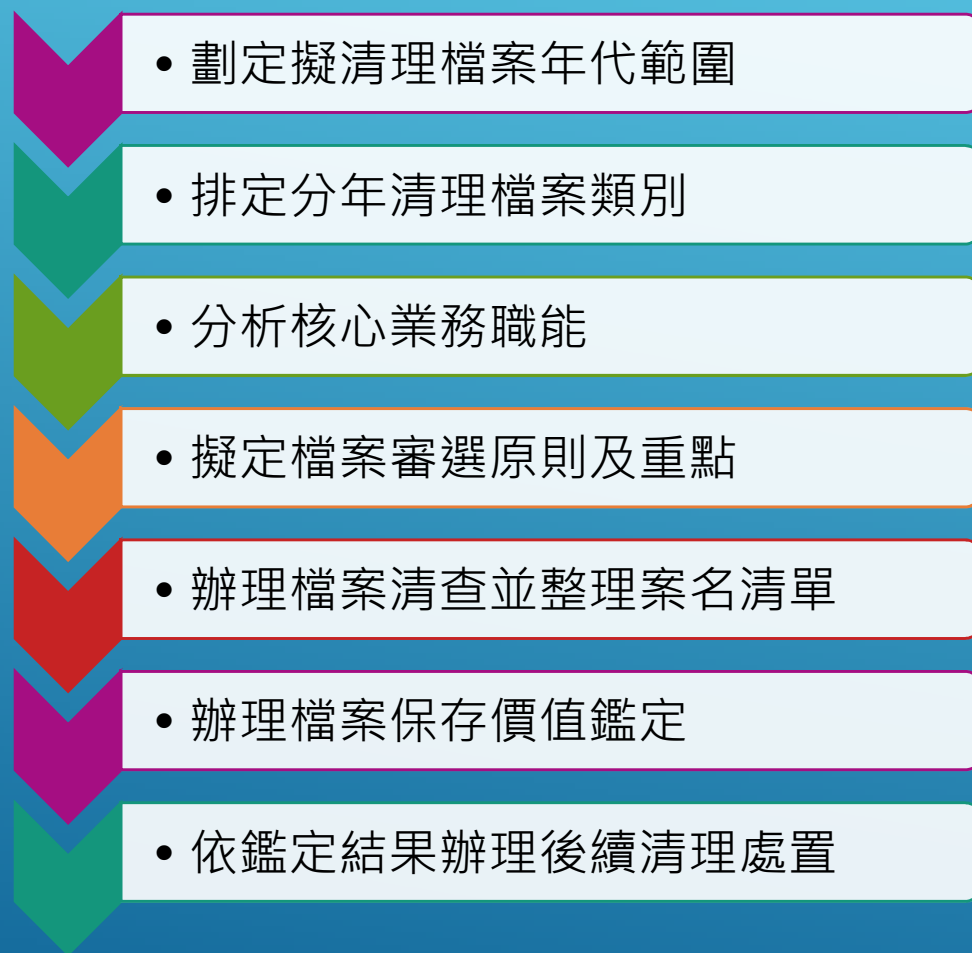 • 劃定擬清理檔案年代範圍
• 排定分年清理檔案類別
• 分析核心業務職能
• 擬定檔案審選原則及重點
• 辦理檔案清查並整理案名清單
• 辦理檔案保存價值鑑定
• 依鑑定結果辦理後續清理處置